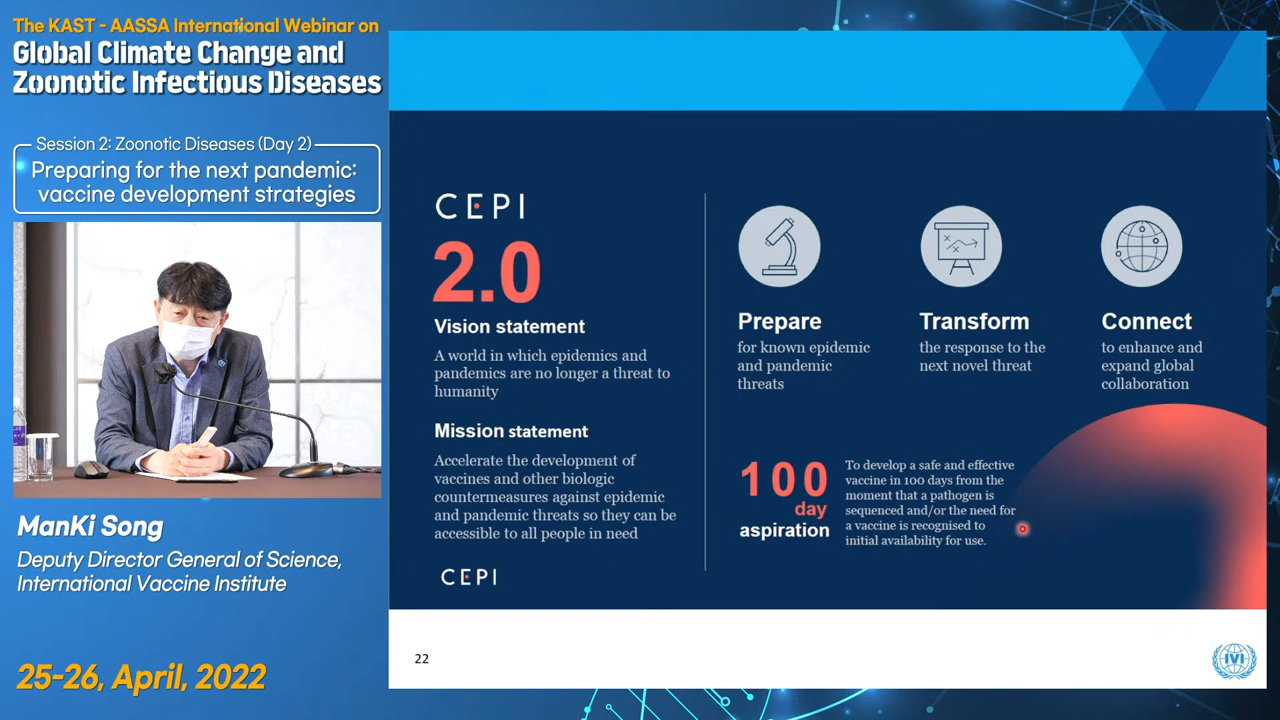 The KAST - AASSA International Webinar on
Global Climate Change and
Zoonotic Infectious Diseases
Session 2: Zoonotic Diseases (Day 2)
Preparing for the next pandemic:
vaccine development strategies
ManKi Song
Deputy Director General of Science,
International Vaccine Institute
25-26, April, 2022
CEPI
2.0
Vision statement
A world in which epidemics and
pandemics are no longer a threat to
humanity
Mission statement
Accelerate the development of
vaccines and other biologic
countermeasures against epidemic
and pandemic threats so they can be
accessible to all people in need
CEPI
Prepare
for known epidemic
and pandemic
threats
Transform
the response to the
next novel threat
Connect
to enhance and
expand global
collaboration
100
day
aspiration
To develop a safe and effective
vaccine in 100 days from the
moment that a pathogen is
sequenced and/or the need for
a vaccine is recognised to
initial availability for use.
22
IVI